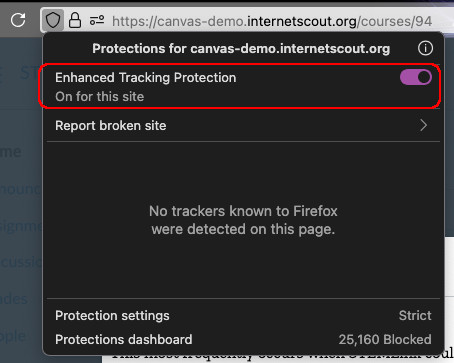 https://canvas-demo.internetscout.org/courses/94
Protections for canvas-demo.internetscout.org
Enhanced Tracking Protection
On for this site
Report broken site
No trackers known to Firefox
were detected on this page.
Protection settings Strict
Protections dashboard 25,160 Blocked